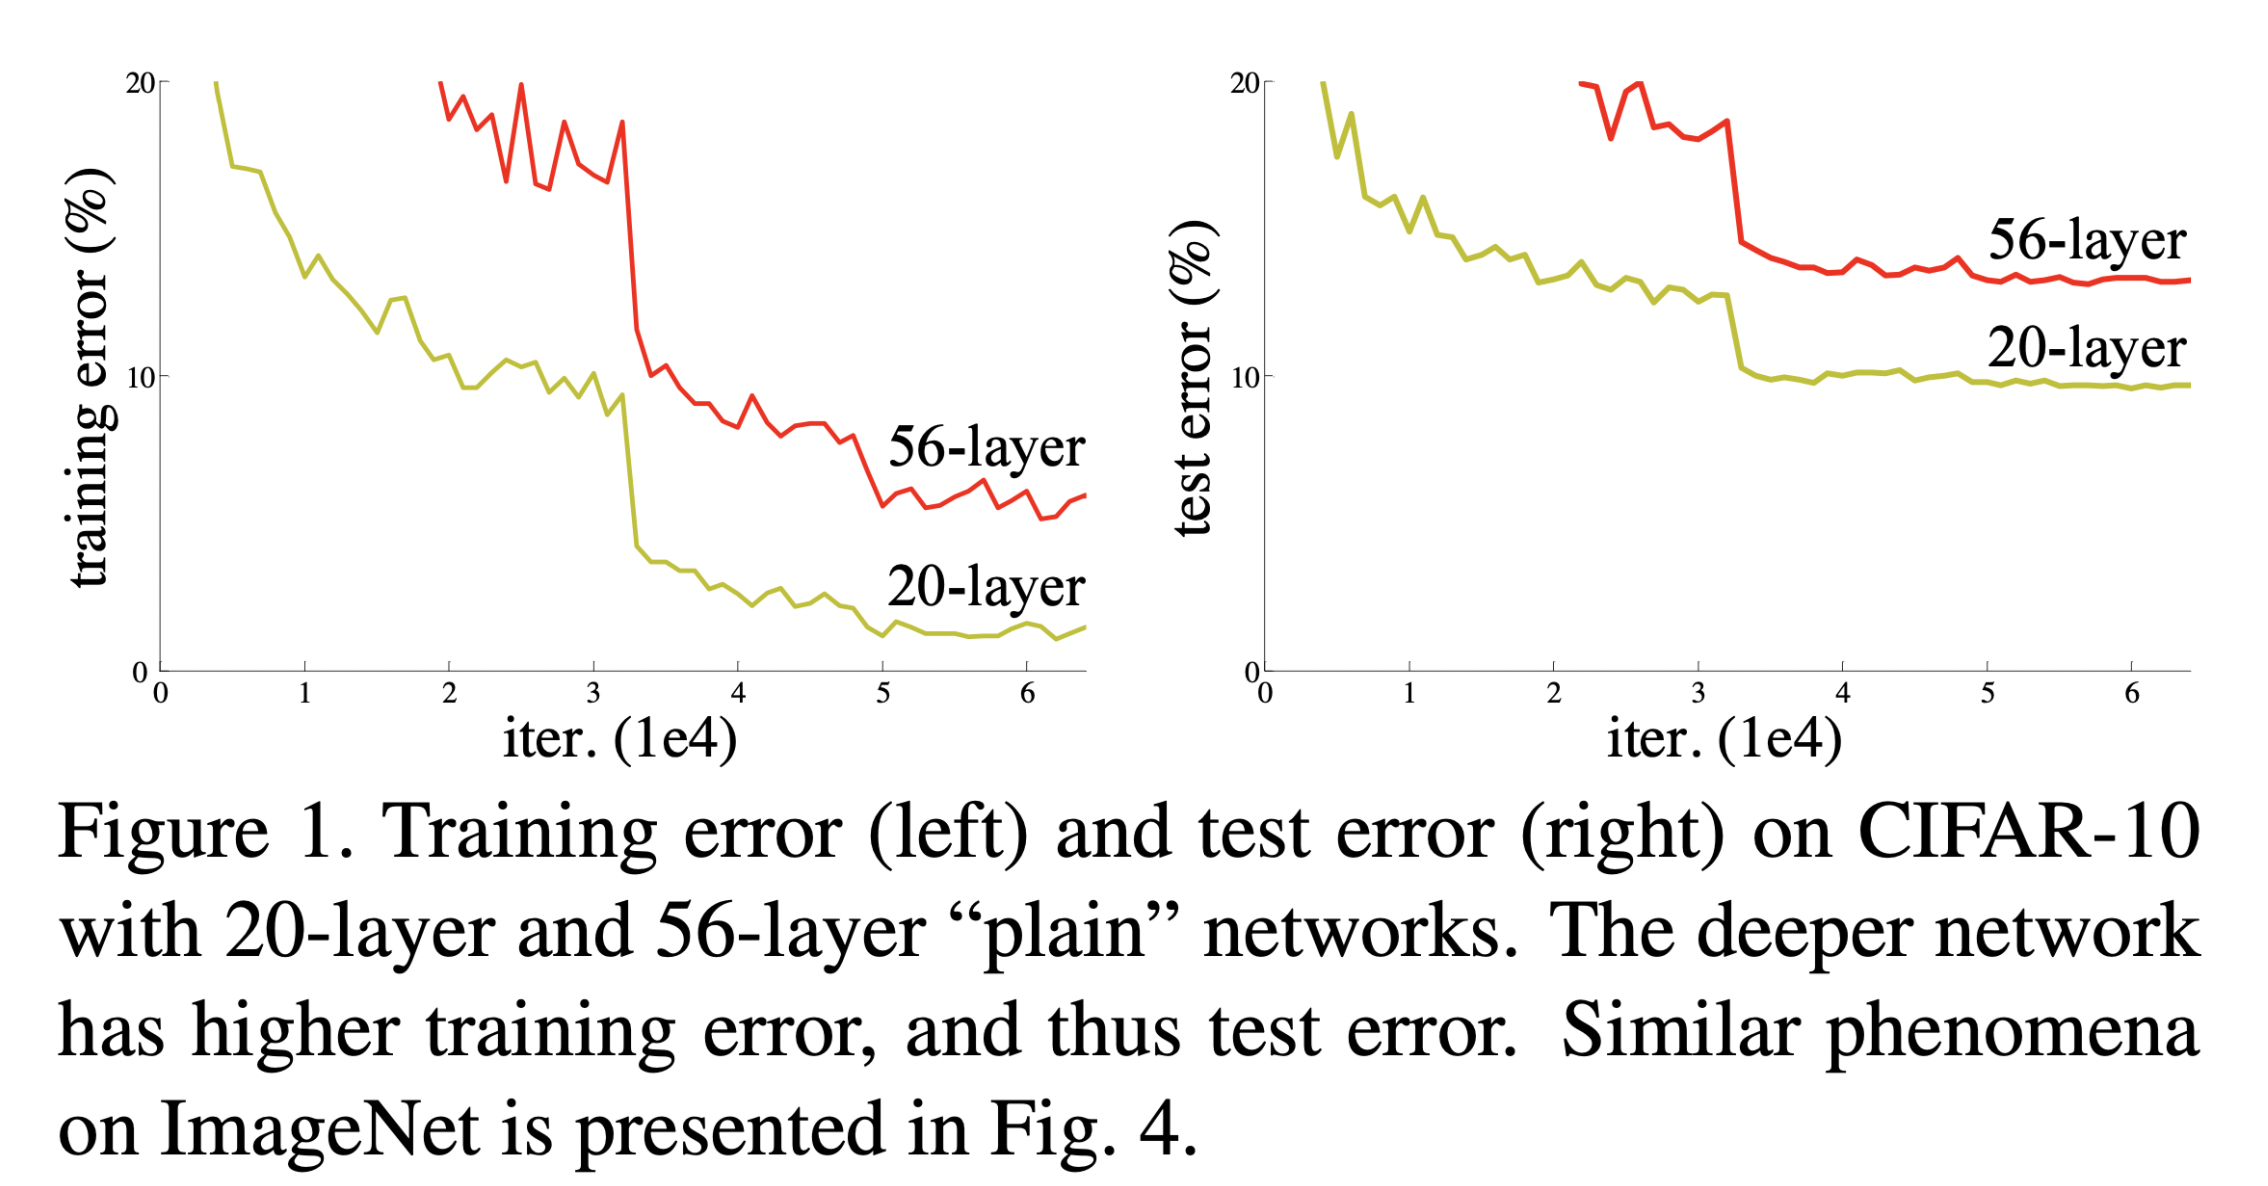 20
10
0
training error (%)
0 1 2 3 4 5 6
iter. (1e4)
56-layer
20-layer
20
10
0
test error (%)
0 1 2 3 4 5 6
iter. (1e4)
56-layer
20-layer
Figure 1. Training error (left) and test error (right) on CIFAR-10
with 20-layer and 56-layer “plain” networks. The deeper network
has higher training error, and thus test error. Similar phenomena
on ImageNet is presented in Fig. 4.